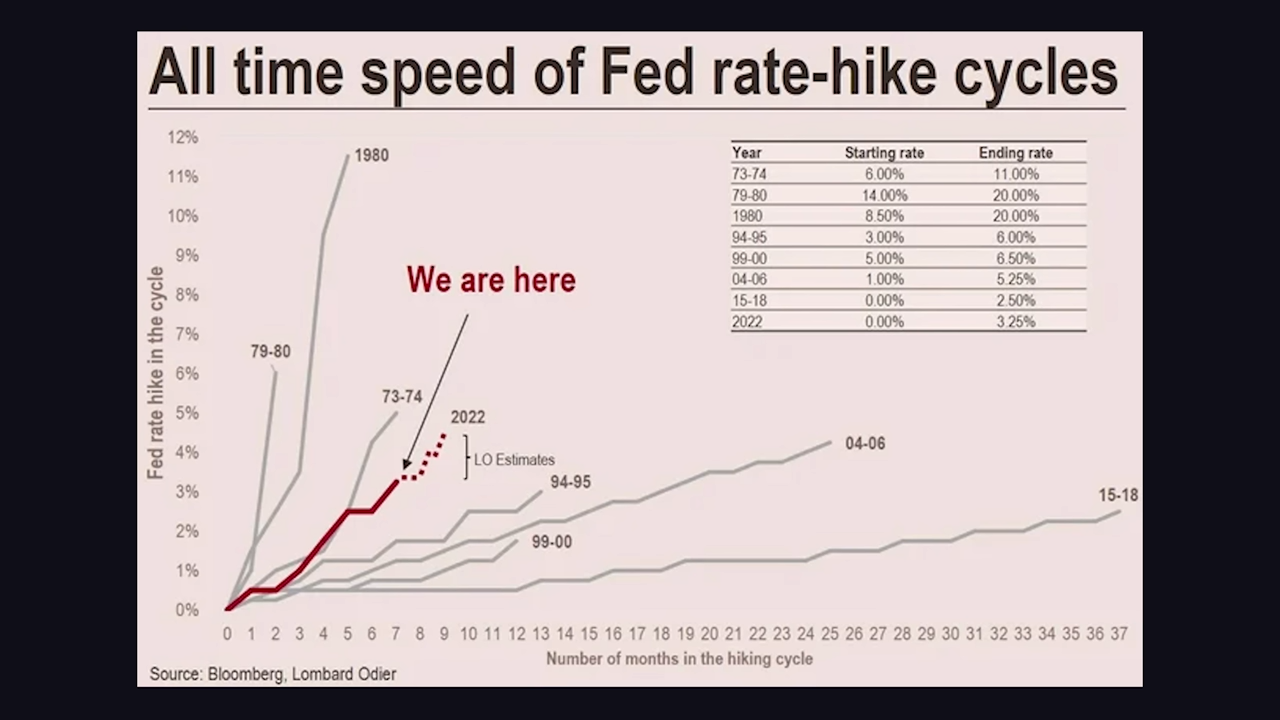 All time speed of Fed rate-hike cycles
12%
11%
10%
9%
8%
7%
6%
5%
4%
3%
2%
1%
0%
Fed rate hike in the cycle
1980
79-80
We are here
73-74
2022
LO Estimates
94-95
99-00
04-06
15-18
Year Starting rate Ending rate
73-74 6.00% 11.00%
79-80 14.00% 20.00%
1980 8.50% 20.00%
94-95 3.00% 6.00%
99-00 5.00% 6.50%
04-06 1.00% 5.25%
15-18 0.00% 2.50%
2022 0.00% 3.25%
0 1 2 3 4 5 6 7 8 9 10 11 12 13 14 15 16 17 18 19 20 21 22 23 24 25 26 27 28 29 30 31 32 33 34 35 36 37
Number of months in the hiking cycle
Source: Bloomberg, Lombard Odier